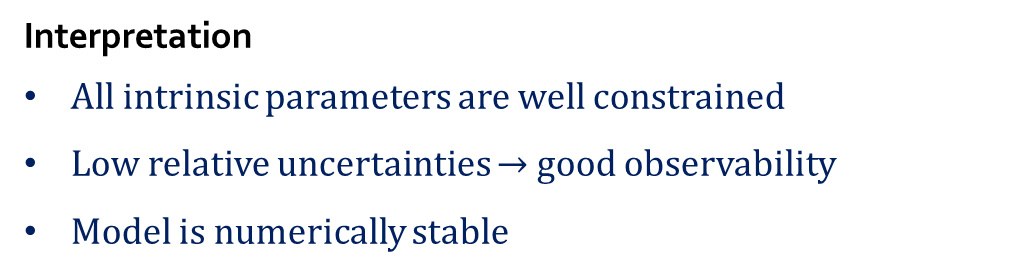 Interpretation
• All intrinsic parameters are well constrained
• Low relative uncertainties → good observability
• Model is numerically stable